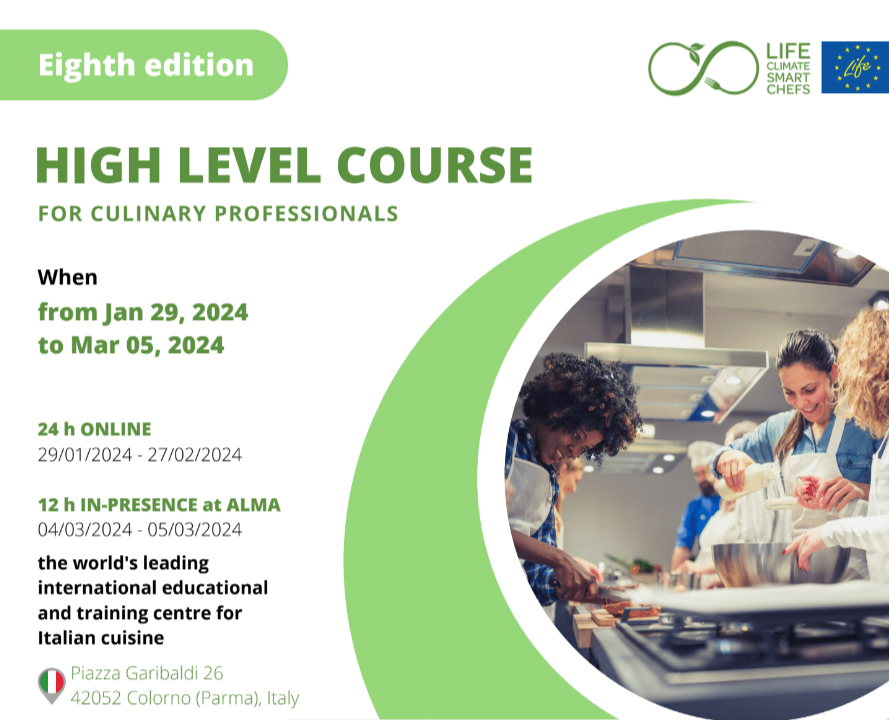 Eighth edition
LIFE
CLIMATE
SMART
CHEFS
Life
HIGH LEVEL COURSE
FOR CULINARY PROFESSIONALS
When
from Jan 29, 2024
to Mar 05, 2024
24 h ONLINE
29/01/2024 - 27/02/2024
12 h IN-PRESENCE at ALMA
04/03/2024 - 05/03/2024
the world's leading
international educational
and training centre for
Italian cuisine
Piazza Garibaldi 26
42052 Colorno (Parma), Italy